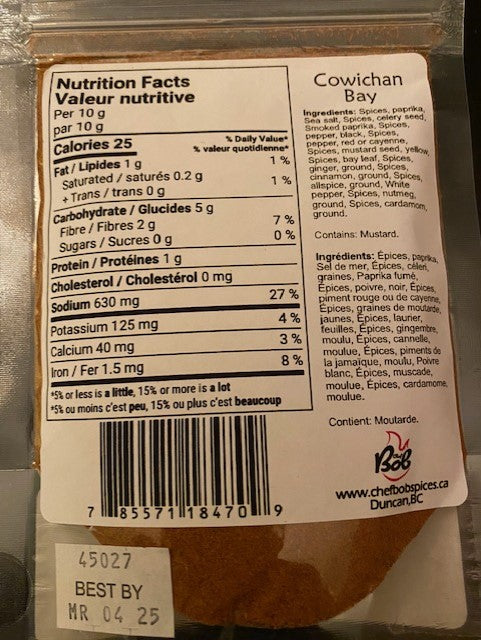 Nutrition Facts
Valeur nutritive
Per 10 g
par 10 g
Calories 25
% Daily Value*
% valeur quotidienne*
Fat / Lipides 1 g 1 %
Saturated / saturés 0.2 g
+ Trans / trans 0 g 1 %
Carbohydrate / Glucides 5 g
Fibre / Fibres 2 g 7 %
Sugars / Sucres 0 g 0 %
Protein / Protéines 1 g
Cholesterol / Cholestérol 0 mg
Sodium 630 mg 27 %
Potassium 125 mg 4 %
Calcium 40 mg 3 %
Iron / Fer 1.5 mg 8 %
*5% or less is a little, 15% or more is a lot
*5% ou moins c'est peu, 15% ou plus c'est beaucoup
Cowichan
Bay
Ingredients: Spices, paprika,
Sea salt, Spices, celery seed,
Smoked paprika, Spices,
pepper, black, Spices,
pepper, red or cayenne,
Spices, mustard seed, yellow,
Spices, bay leaf, Spices,
ginger, ground, Spices,
cinnamon, ground, Spices,
allspice, ground, White
pepper, Spices, nutmeg,
ground, Spices, cardamom,
ground.
Contains: Mustard.
Ingrédients: Épices, paprika,
Sel de mer, Épices, céleri,
graines, Paprika fumé,
Épices, poivre, noir, Épices,
piment rouge ou de cayenne,
Épices, graines de moutarde,
jaunes, Épices, laurier,
feuilles, Épices, gingembre,
moulu, Épices, cannelle,
moulue, Épices, piments de
la jamaïque, moulu, Poivre
blanc, Épices, muscade,
moulue, Épices, cardamome,
moulue.
Contient: Moutarde.
Bob
www.chefbobspices.ca
Duncan,BC
7 85571 18470 9
45027
BEST BY
MR 04 25